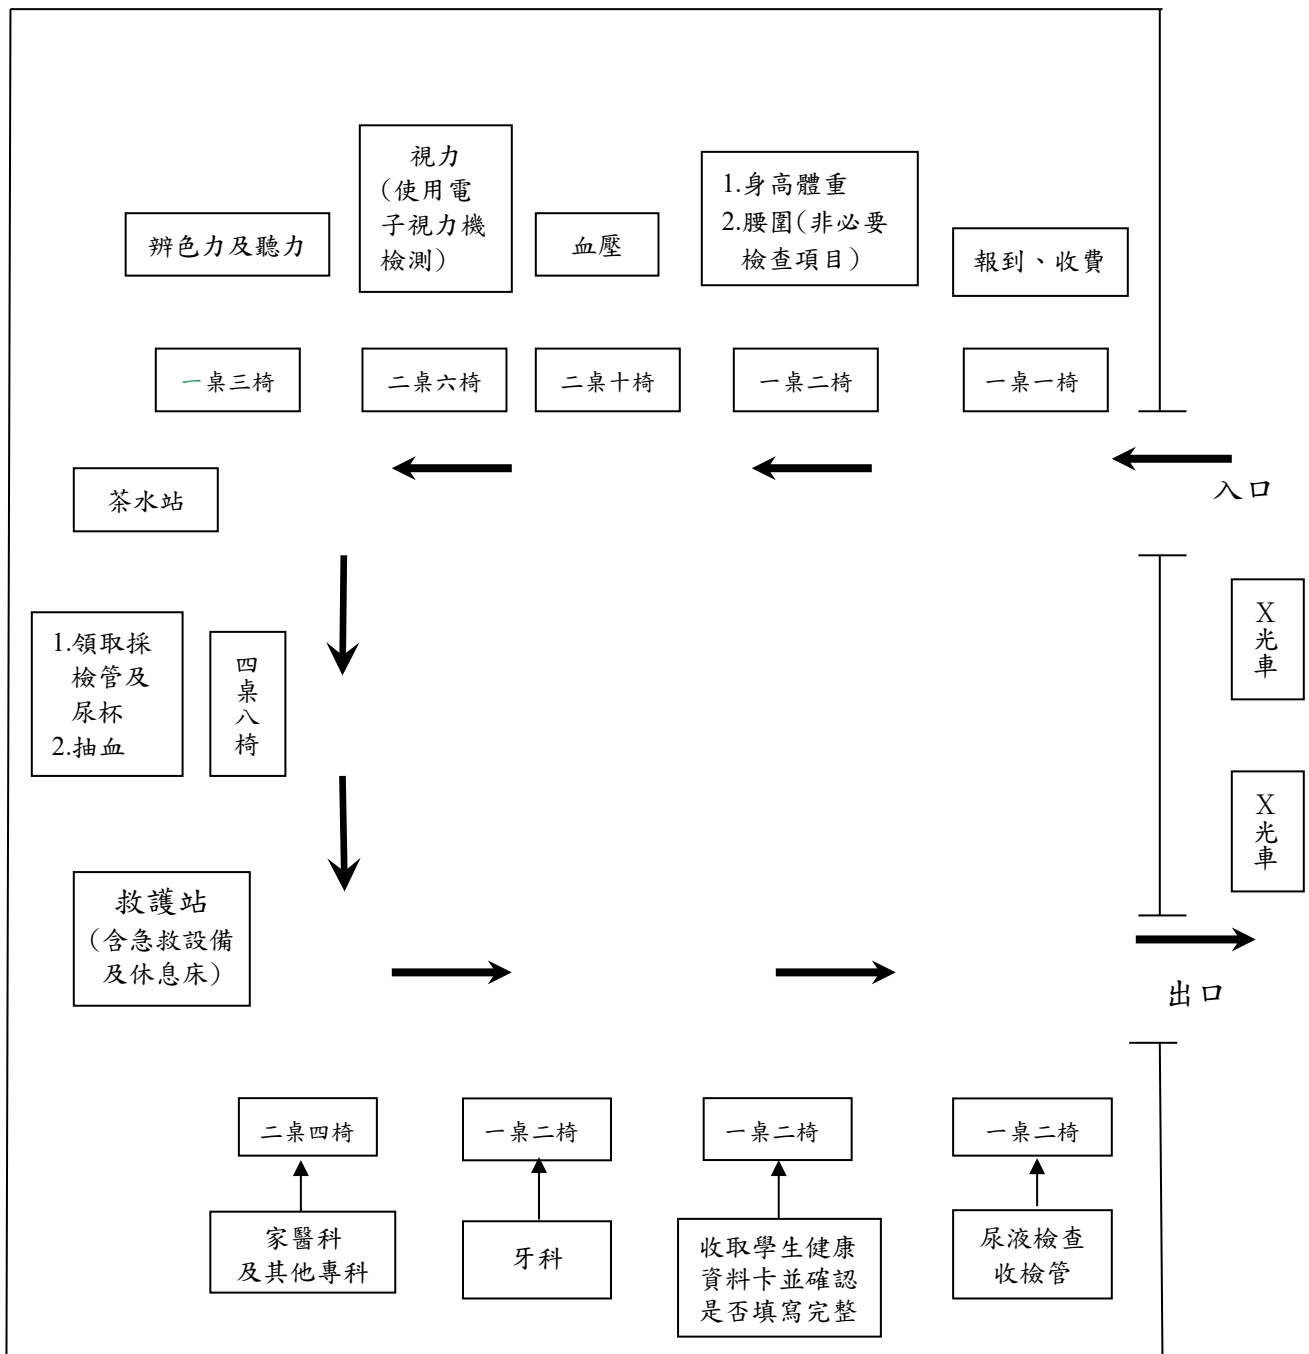 視力
(使用電
子視力機
檢測)
1.身高體重
2.腰圍(非必要
檢查項目)
辨色力及聽力
血壓
報到、收費
一桌三椅
二桌六椅
二桌十椅
一桌二椅
一桌一椅
茶水站
入口
1.領取採
檢管及
尿杯
2.抽血
四桌八椅
X光車
X光車
救護站
(含急救設備
及休息床)
出口
二桌四椅
一桌二椅
一桌二椅
一桌二椅
家醫科
及其他專科
牙科
收取學生健康
資料卡並確認
是否填寫完整
尿液檢查
收檢管